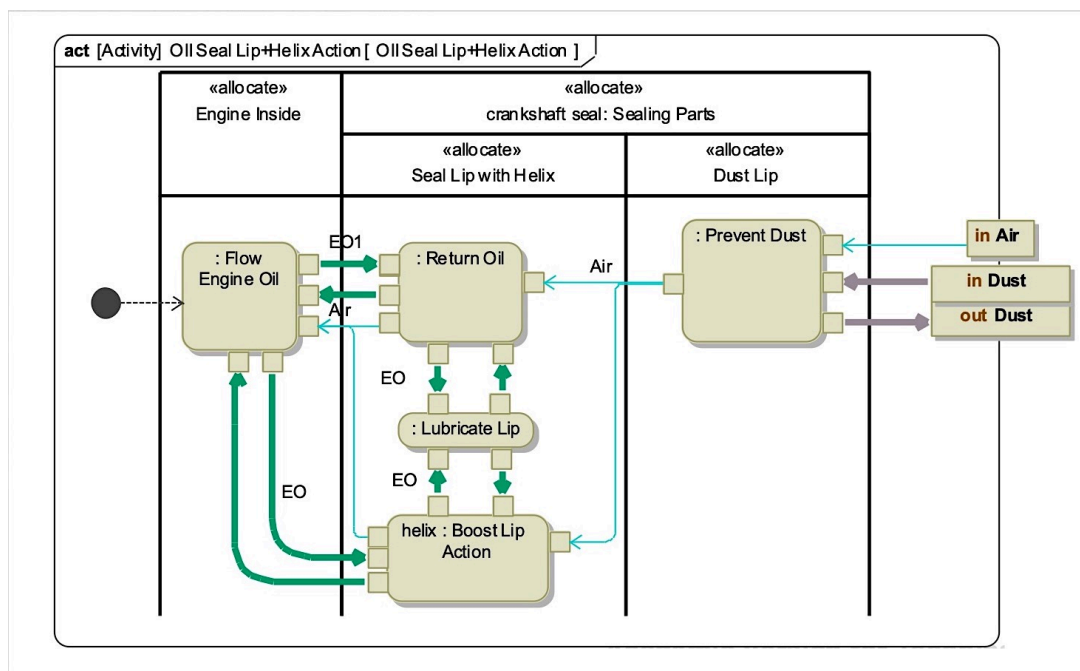 act [Activity] OIl Seal Lip+Helix Action [ OIl Seal Lip+Helix Action ]
«allocate»
Engine Inside
«allocate»
crankshaft seal: Sealing Parts
«allocate»
Seal Lip with Helix
«allocate»
Dust Lip
: Flow
Engine Oil
EO1
: Return Oil
Air
Air
: Prevent Dust
in Air
in Dust
out Dust
EO
: Lubricate Lip
EO
EO
helix : Boost Lip
Action